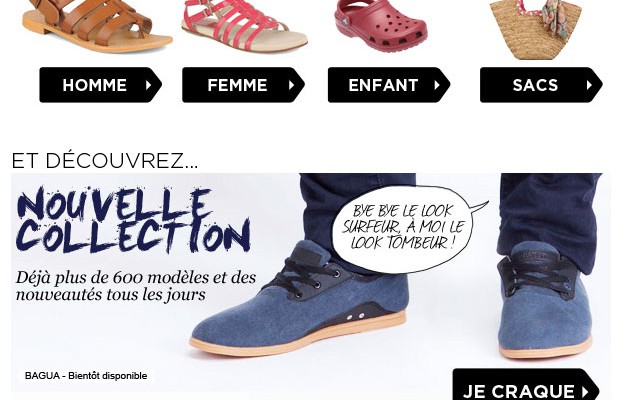 HOMME
FEMME
ENFANT
SACS
ET DÉCOUVREZ...
NOUVELLE
COLLECTION
Déjà plus de 600 modèles et des
nouveautés tous les jours
BYE BYE LE LOOK
SURFEUR, À MOI LE
LOOK TOMBEUR !
BAGUA - Bientôt disponible
JE CRAQUE